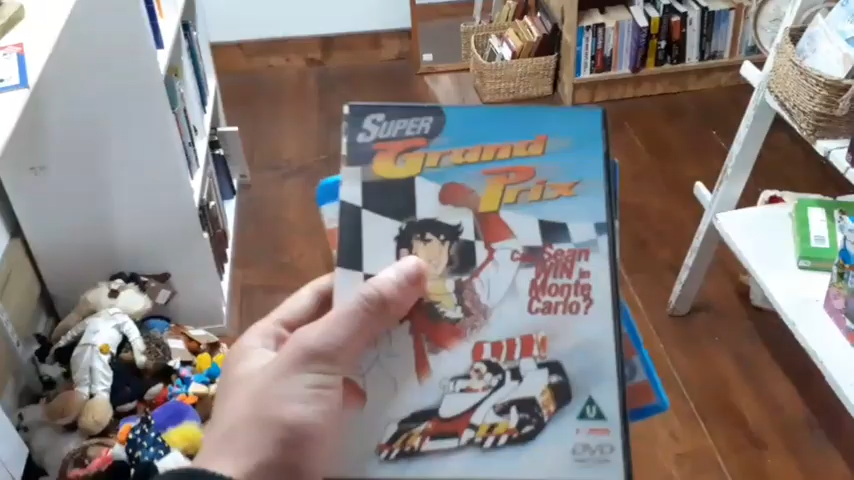 SUPER
Grand
Prix
Can Sean
WIN in
Monte
Carlo?
U
DVD